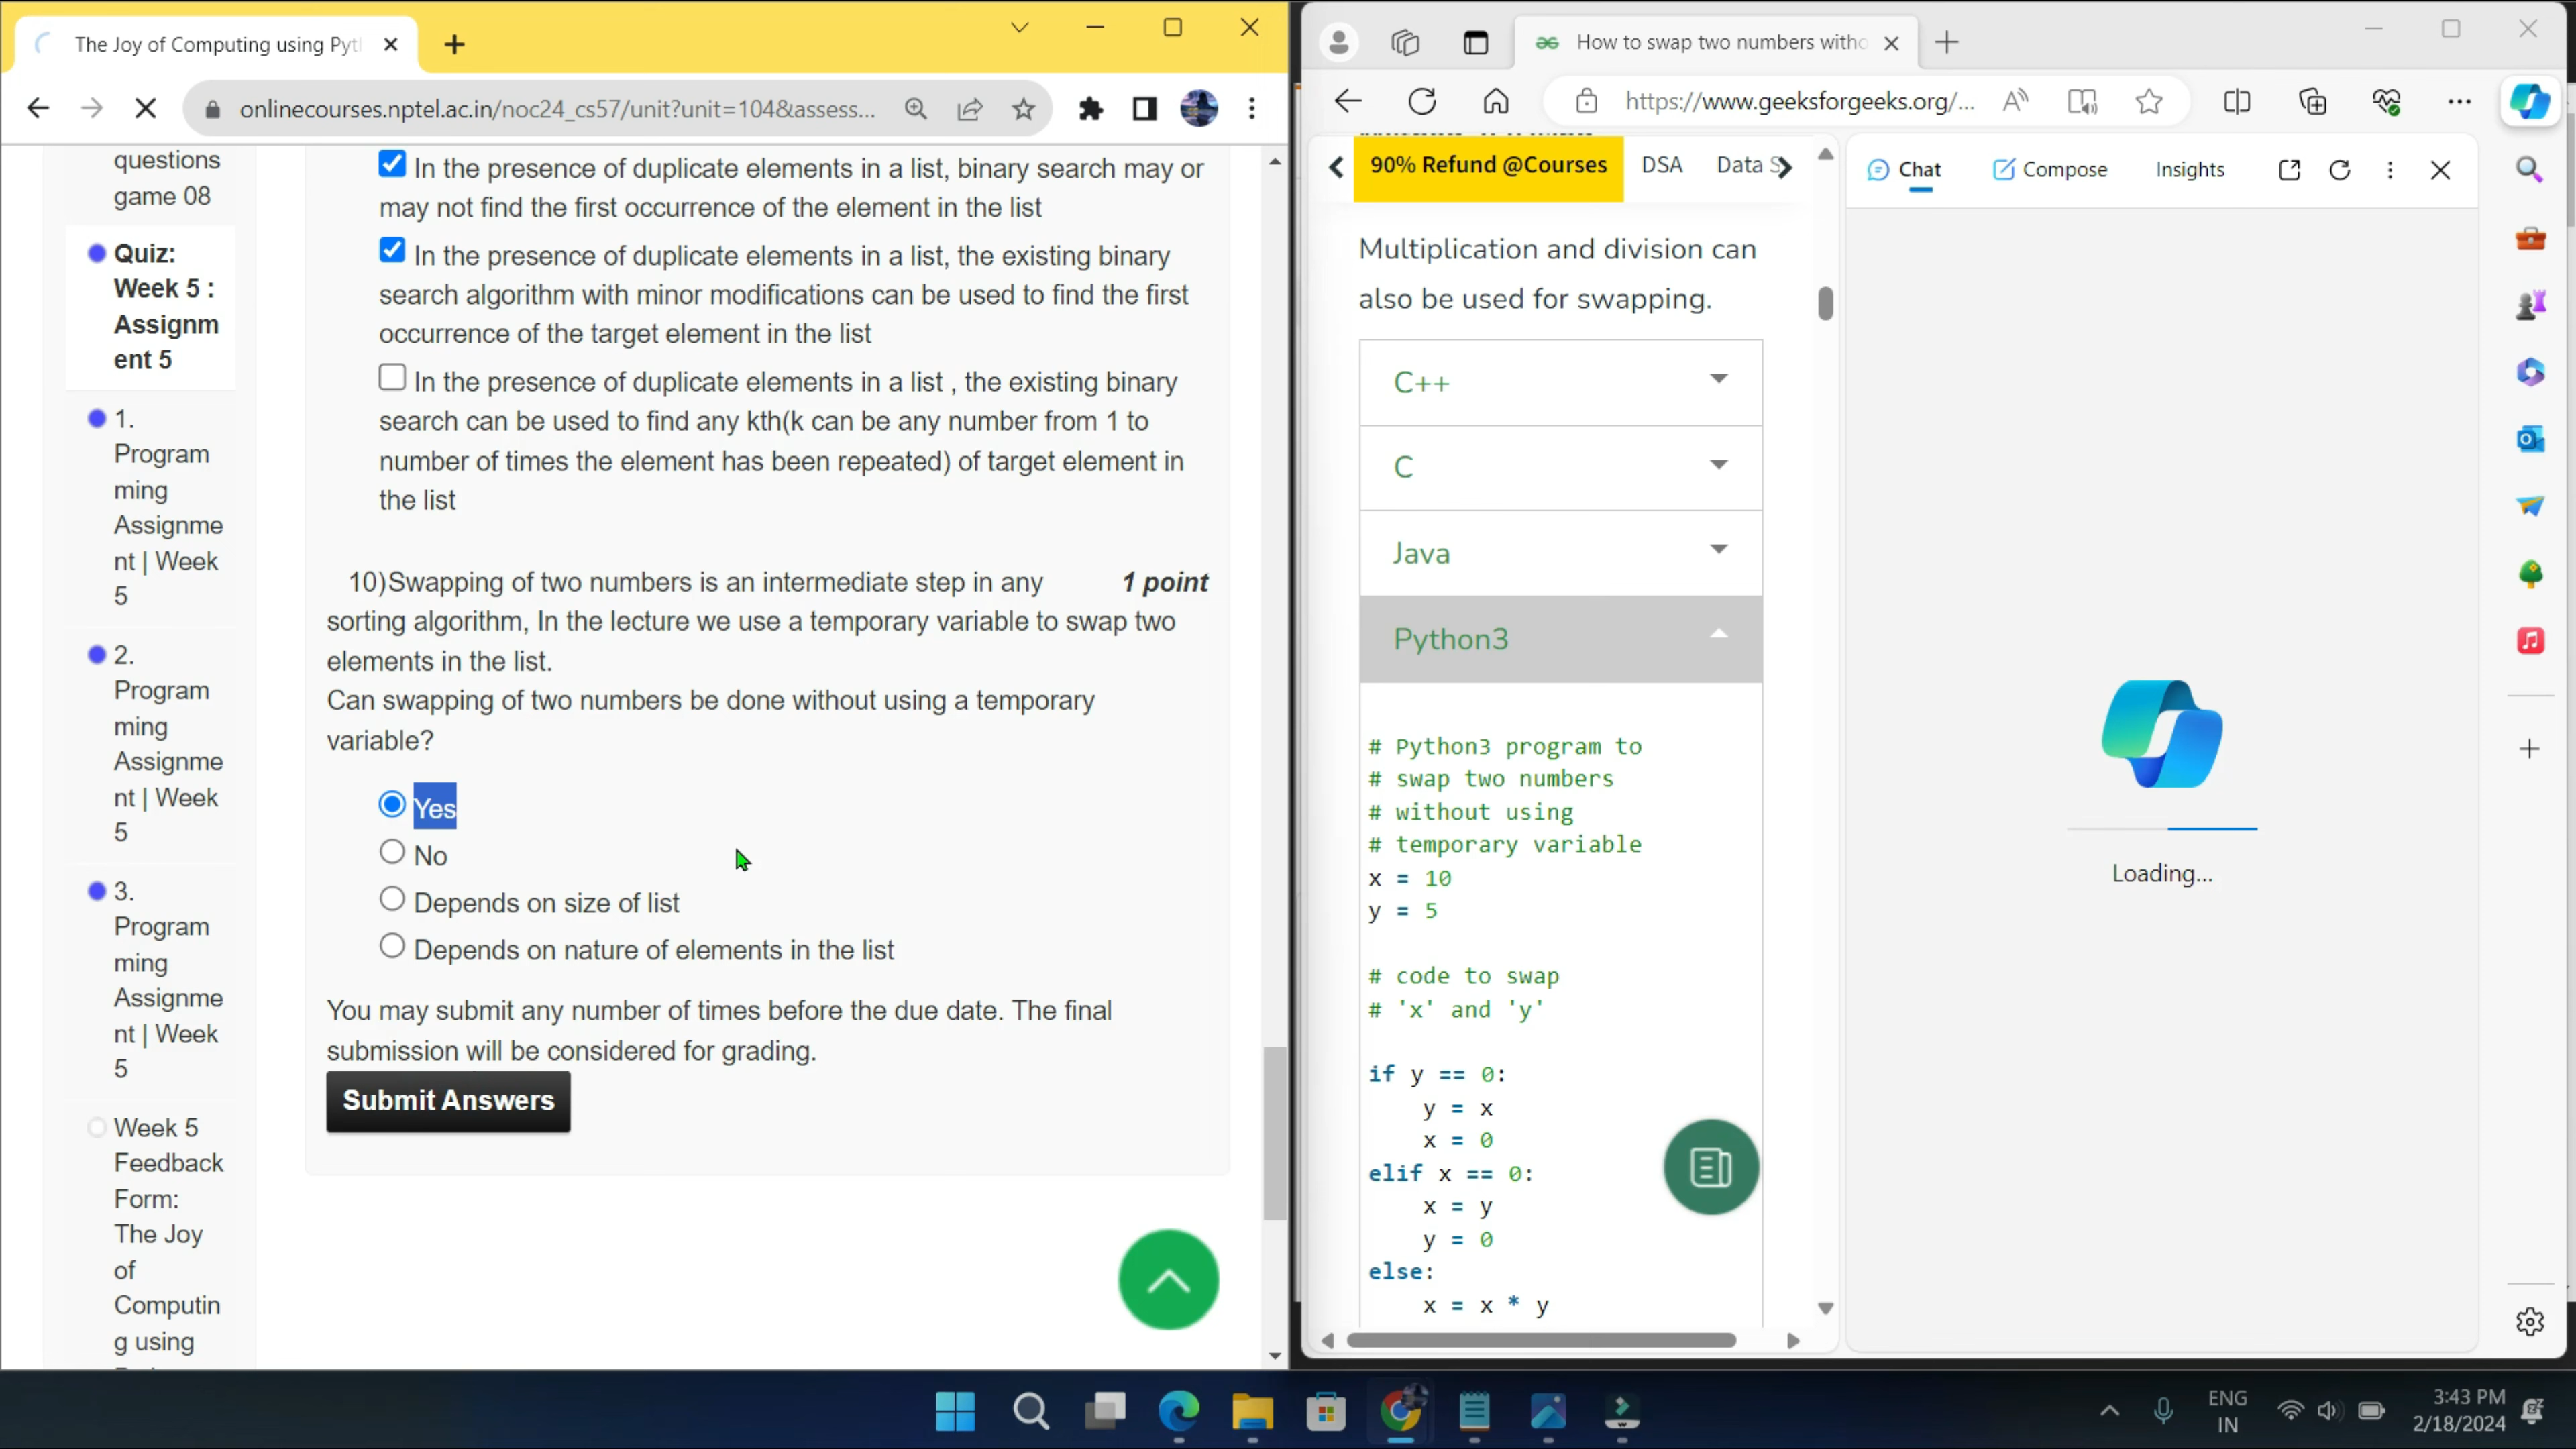 The Joy of Computing using Pyt
How to swap two numbers witho
onlinecourses.nptel.ac.in/noc24_cs57/unit?unit=104&assess...
https://www.geeksforgeeks.org/...
questions
game 08
Quiz:
Week 5 :
Assignm
ent 5
1.
Program
ming
Assignme
nt | Week
5
2.
Program
ming
Assignme
nt | Week
5
3.
Program
ming
Assignme
nt | Week
5
Week 5
Feedback
Form:
The Joy
of
Computin
g using
In the presence of duplicate elements in a list, binary search may or
may not find the first occurrence of the element in the list
In the presence of duplicate elements in a list, the existing binary
search algorithm with minor modifications can be used to find the first
occurrence of the target element in the list
In the presence of duplicate elements in a list , the existing binary
search can be used to find any kth(k can be any number from 1 to
number of times the element has been repeated) of target element in
the list
10)Swapping of two numbers is an intermediate step in any 1 point
sorting algorithm, In the lecture we use a temporary variable to swap two
elements in the list.
Can swapping of two numbers be done without using a temporary
variable?
Yes
No
Depends on size of list
Depends on nature of elements in the list
You may submit any number of times before the due date. The final
submission will be considered for grading.
Submit Answers
90% Refund @Courses DSA Data S
Multiplication and division can
also be used for swapping.
C++
C
Java
Python3
# Python3 program to
# swap two numbers
# without using
# temporary variable
x = 10
y = 5
# code to swap
# 'x' and 'y'
if y == 0:
y = x
x = 0
elif x == 0:
x = y
y = 0
else:
x = x * y
Chat Compose Insights
Loading...
ENG
IN
3:43 PM
2/18/2024